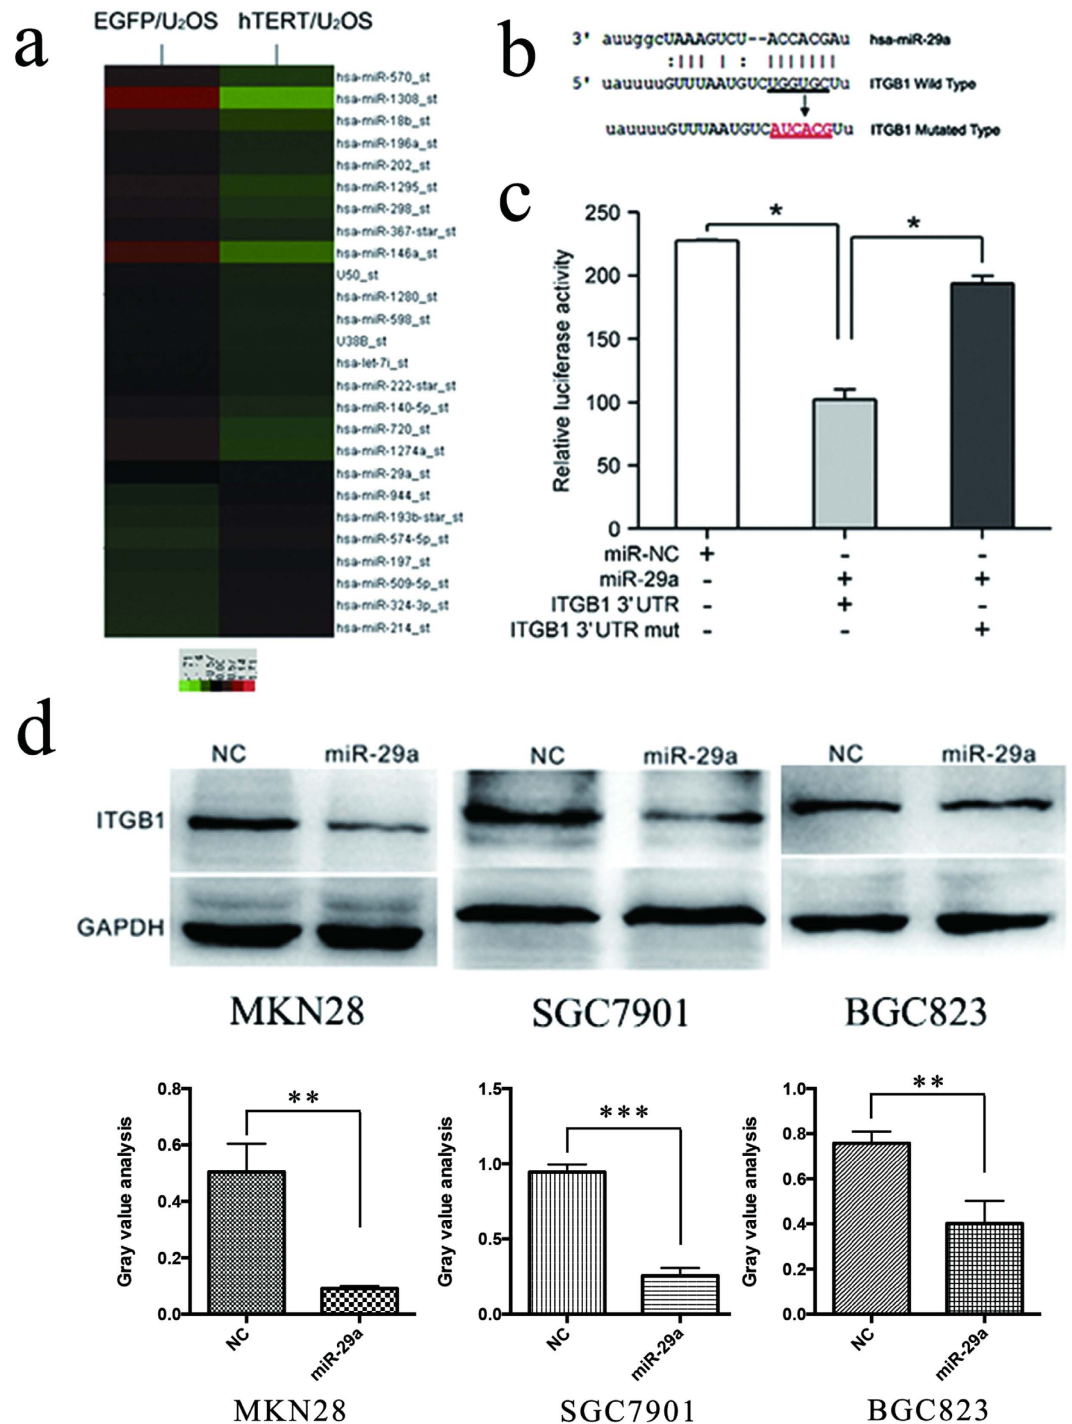 a
EGFP/U₂OS hTERT/U₂OS
hsa-miR-570_st
hsa-miR-1308_st
hsa-miR-18b_st
hsa-miR-196a_st
hsa-miR-202_st
hsa-miR-1295_st
hsa-miR-298_st
hsa-miR-367-star_st
hsa-miR-146a_st
U50_st
hsa-miR-1280_st
hsa-miR-598_st
U38B_st
hsa-let-7i_st
hsa-miR-222-star_st
hsa-miR-140-5p_st
hsa-miR-720_st
hsa-miR-1274a_st
hsa-miR-29a_st
hsa-miR-944_st
hsa-miR-193b-star_st
hsa-miR-574-5p_st
hsa-miR-197_st
hsa-miR-509-5p_st
hsa-miR-324-3p_st
hsa-miR-214_st
b
3' auuggcUAAAGUCU--ACCACGAu hsa-miR-29a
5' uauuuuGUUUAAUGUCUGGUGCUu ITGB1 Wild Type
uauuuuGUUUAAUGUCAUCACGUu ITGB1 Mutated Type
c
Relative luciferase activity
250
200
150
100
50
0
* *
miR-NC + - -
miR-29a - + +
ITGB1 3'UTR - + -
ITGB1 3'UTR mut - - +
d
NC miR-29a NC miR-29a NC miR-29a
ITGB1
GAPDH
MKN28 SGC7901 BGC823
Gray value analysis
0.8
0.6
0.4
0.2
0.0
**
NC miR-29a
MKN28
Gray value analysis
1.5
1.0
0.5
0.0
***
NC miR-29a
SGC7901
Gray value analysis
1.0
0.8
0.6
0.4
0.2
0.0
**
NC miR-29a
BGC823